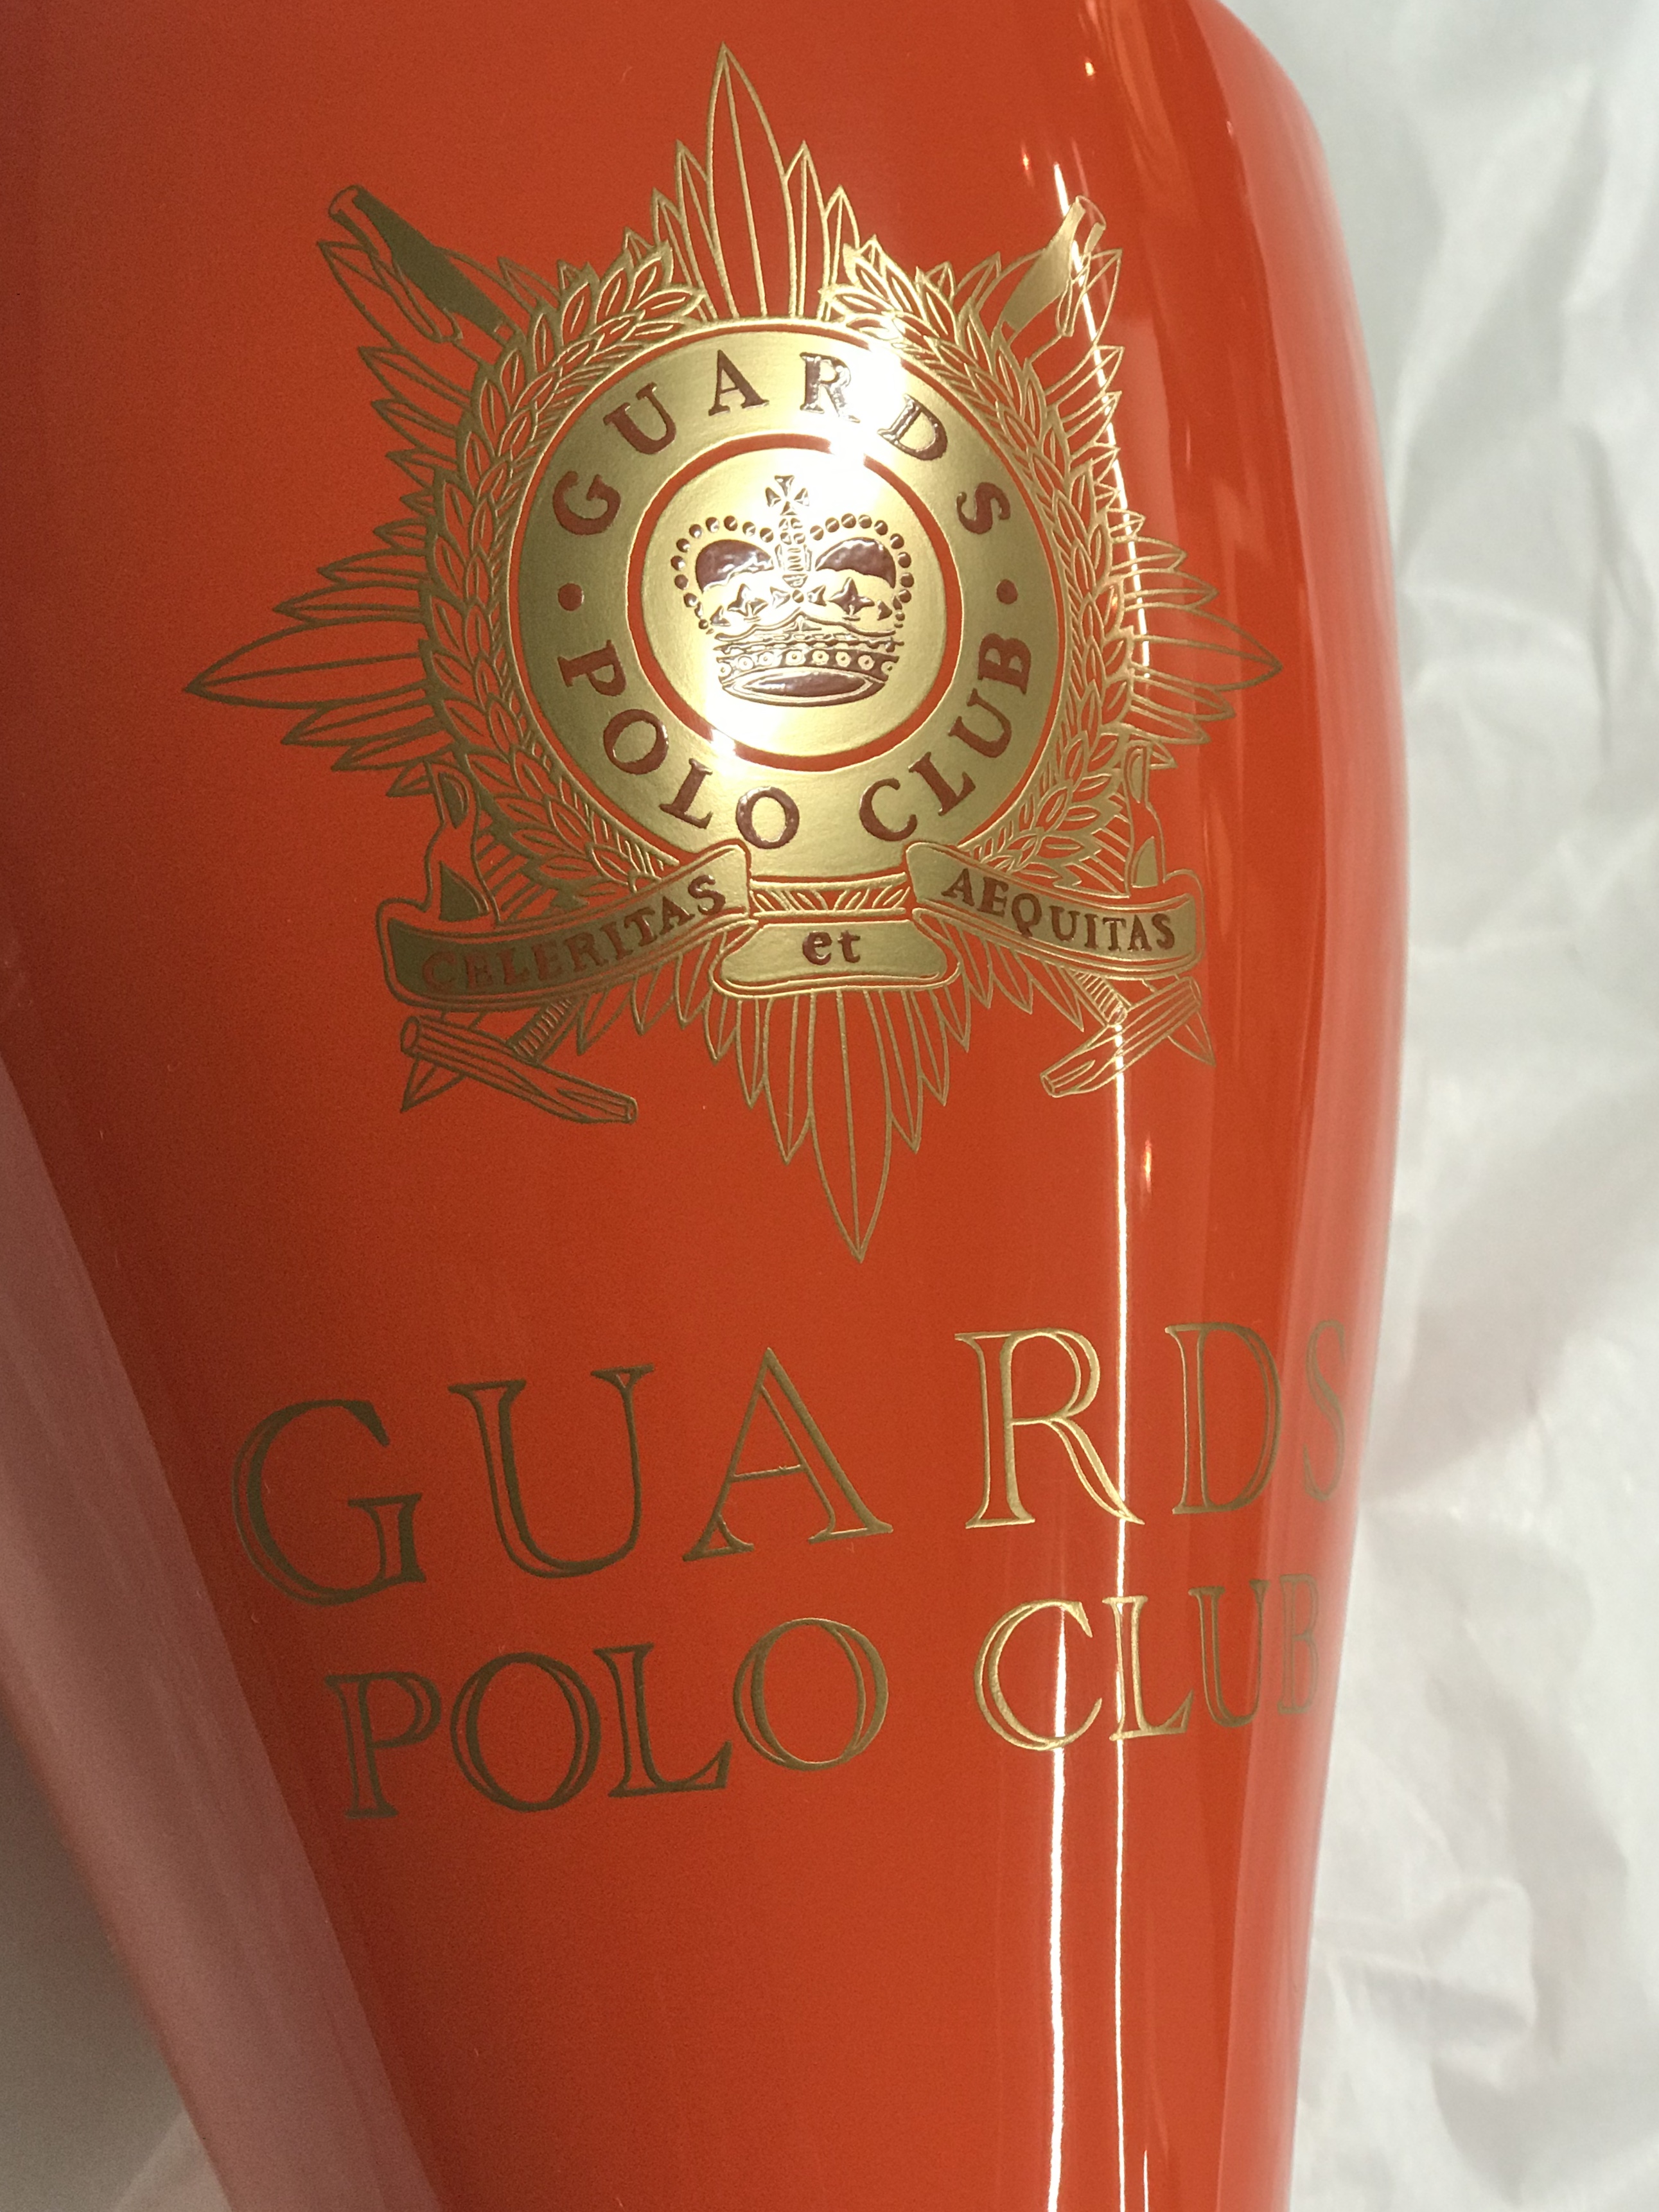 GUARDS
• POLO CLUB •
CELERITAS et AEQUITAS
GUARDS
POLO CLUB